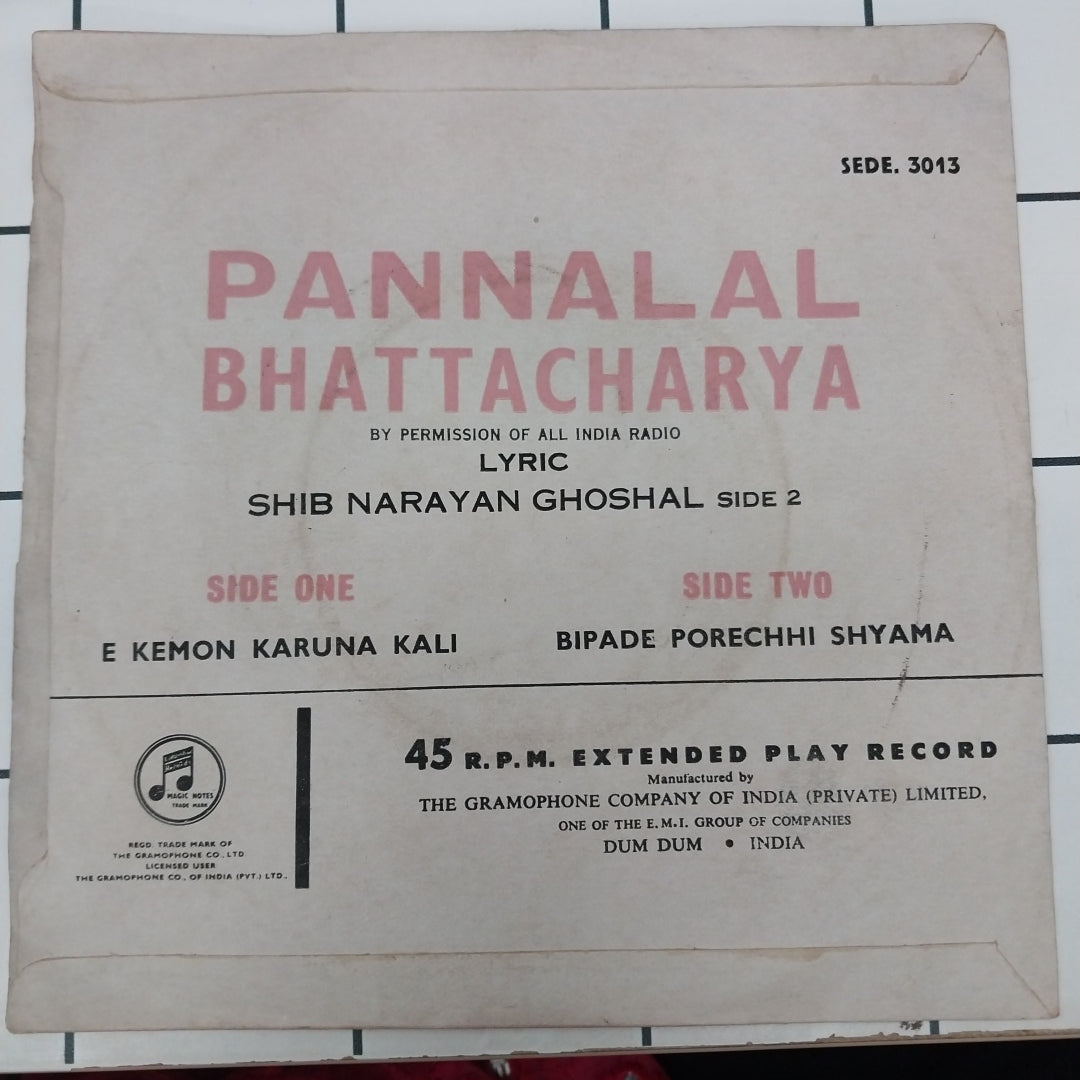 SEDE. 3013
PANNALAL
BHATTACHARYA
BY PERMISSION OF ALL INDIA RADIO
LYRIC
SHIB NARAYAN GHOSHAL SIDE 2
SIDE ONE
E KEMON KARUNA KALI
SIDE TWO
BIPADE PORECHHI SHYAMA
MAGIC NOTES
TRADE MARK
REGD. TRADE MARK OF
THE GRAMOPHONE CO., LTD
LICENSED USER
THE GRAMOPHONE CO., OF INDIA (PVT.) LTD.
45 R.P.M. EXTENDED PLAY RECORD
Manufactured by
THE GRAMOPHONE COMPANY OF INDIA (PRIVATE) LIMITED,
ONE OF THE E.M.I. GROUP OF COMPANIES
DUM DUM • INDIA